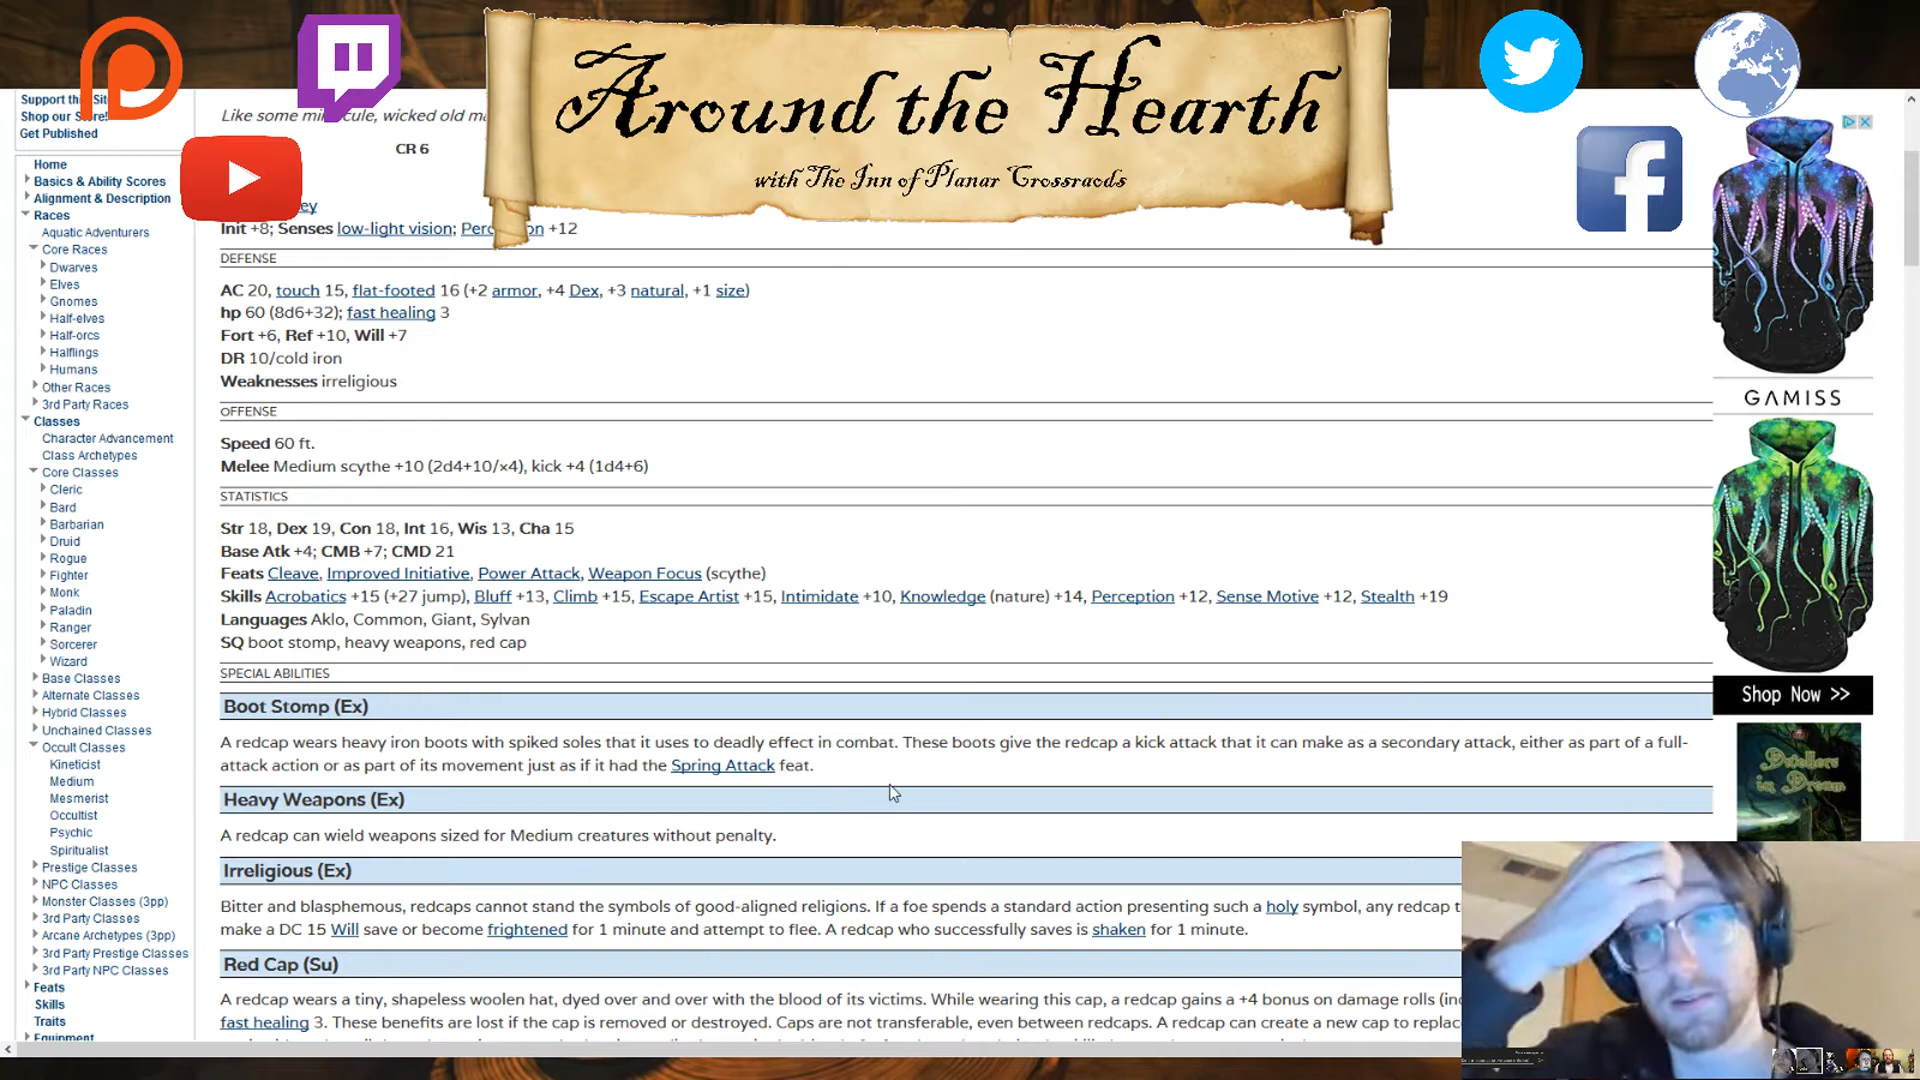 Around the Hearth
with The Inn of Planar Crossraods
Support this Site
Shop our Store!
Get Published
Home
Basics & Ability Scores
Alignment & Description
Races
Aquatic Adventurers
Core Races
Dwarves
Elves
Gnomes
Half-elves
Half-orcs
Halflings
Humans
Other Races
3rd Party Races
Classes
Character Advancement
Class Archetypes
Core Classes
Cleric
Bard
Barbarian
Druid
Rogue
Fighter
Monk
Paladin
Ranger
Sorcerer
Wizard
Base Classes
Alternate Classes
Hybrid Classes
Unchained Classes
Occult Classes
Kineticist
Medium
Mesmerist
Occultist
Psychic
Spiritualist
Prestige Classes
NPC Classes
Monster Classes (3pp)
3rd Party Classes
Arcane Archetypes (3pp)
3rd Party Prestige Classes
3rd Party NPC Classes
Feats
Skills
Traits
Equipment
Like some cule, wicked old
CR 6
ey
Init +8; Senses low-light vision; Perception +12
DEFENSE
AC 20, touch 15, flat-footed 16 (+2 armor, +4 Dex, +3 natural, +1 size)
hp 60 (8d6+32); fast healing 3
Fort +6, Ref +10, Will +7
DR 10/cold iron
Weaknesses irreligious
OFFENSE
Speed 60 ft.
Melee Medium scythe +10 (2d4+10/×4), kick +4 (1d4+6)
STATISTICS
Str 18, Dex 19, Con 18, Int 16, Wis 13, Cha 15
Base Atk +4; CMB +7; CMD 21
Feats Cleave, Improved Initiative, Power Attack, Weapon Focus (scythe)
Skills Acrobatics +15 (+27 jump), Bluff +13, Climb +15, Escape Artist +15, Intimidate +10, Knowledge (nature) +14, Perception +12, Sense Motive +12, Stealth +19
Languages Aklo, Common, Giant, Sylvan
SQ boot stomp, heavy weapons, red cap
SPECIAL ABILITIES
Boot Stomp (Ex)
A redcap wears heavy iron boots with spiked soles that it uses to deadly effect in combat. These boots give the redcap a kick attack that it can make as a secondary attack, either as part of a full-
attack action or as part of its movement just as if it had the Spring Attack feat.
Heavy Weapons (Ex)
A redcap can wield weapons sized for Medium creatures without penalty.
Irreligious (Ex)
Bitter and blasphemous, redcaps cannot stand the symbols of good-aligned religions. If a foe spends a standard action presenting such a holy symbol, any redcap
make a DC 15 Will save or become frightened for 1 minute and attempt to flee. A redcap who successfully saves is shaken for 1 minute.
Red Cap (Su)
A redcap wears a tiny, shapeless woolen hat, dyed over and over with the blood of its victims. While wearing this cap, a redcap gains a +4 bonus on damage rolls
fast healing 3. These benefits are lost if the cap is removed or destroyed. Caps are not transferable, even between redcaps. A redcap can create a new cap to replac
GAMISS
Shop Now >>
Dwellers
in Dream